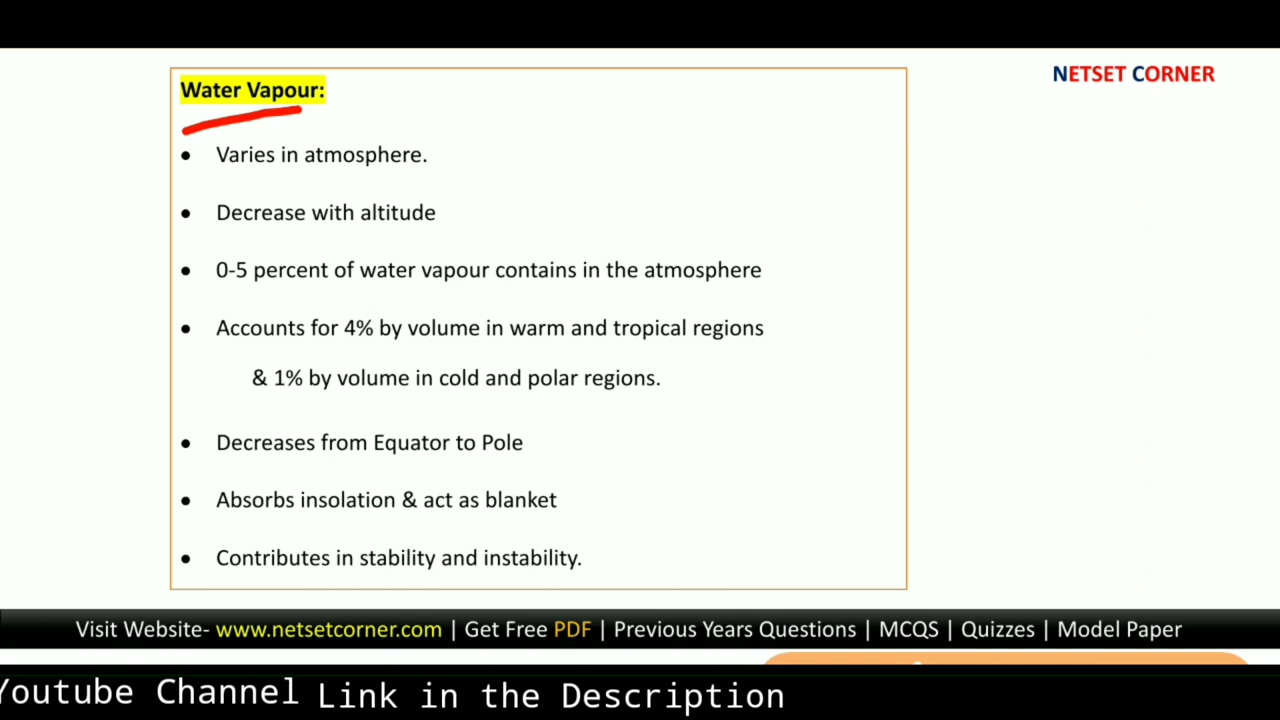 Water Vapour:
NETSET CORNER
• Varies in atmosphere.
• Decrease with altitude
• 0-5 percent of water vapour contains in the atmosphere
• Accounts for 4% by volume in warm and tropical regions
& 1% by volume in cold and polar regions.
• Decreases from Equator to Pole
• Absorbs insolation & act as blanket
• Contributes in stability and instability.
Visit Website- www.netsetcorner.com | Get Free PDF | Previous Years Questions | MCQS | Quizzes | Model Paper
Youtube Channel Link in the Description